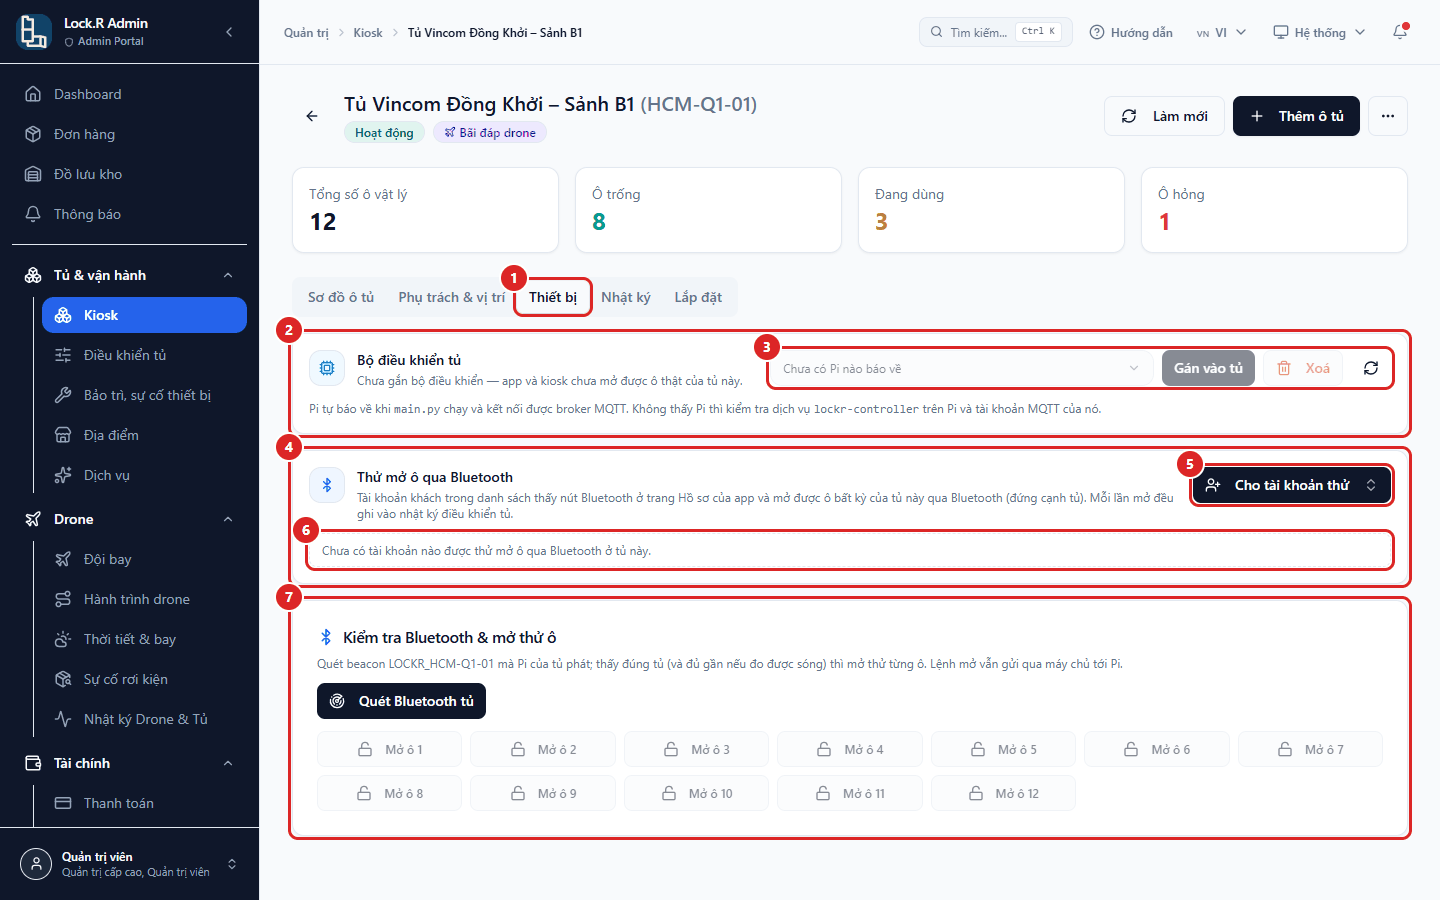 Lock.R Admin
Admin Portal
Dashboard
Đơn hàng
Đồ lưu kho
Thông báo
Tủ & vận hành
Kiosk
Điều khiển tủ
Bảo trì, sự cố thiết bị
Địa điểm
Dịch vụ
Drone
Đội bay
Hành trình drone
Thời tiết & bay
Sự cố rơi kiện
Nhật ký Drone & Tủ
Tài chính
Thanh toán
Quản trị viên
Quản trị cấp cao, Quản trị viên
Quản trị > Kiosk > Tủ Vincom Đồng Khởi – Sảnh B1
Tìm kiếm... Ctrl K
Hướng dẫn
VN VI
Hệ thống
Tủ Vincom Đồng Khởi – Sảnh B1 (HCM-Q1-01)
Hoạt động
Bãi đáp drone
Làm mới
Thêm ô tủ
Tổng số ô vật lý
12
Ô trống
8
Đang dùng
3
Ô hỏng
1
1
Sơ đồ ô tủ Phụ trách & vị trí Thiết bị Nhật ký Lắp đặt
2
Bộ điều khiển tủ
Chưa gắn bộ điều khiển — app và kiosk chưa mở được ô thật của tủ này.
3
Chưa có Pi nào báo về
Gán vào tủ
Xoá
Pi tự báo về khi main.py chạy và kết nối được broker MQTT. Không thấy Pi thì kiểm tra dịch vụ lockr-controller trên Pi và tài khoản MQTT của nó.
4
Thử mở ô qua Bluetooth
Tài khoản khách trong danh sách thấy nút Bluetooth ở trang Hồ sơ của app và mở được ô bất kỳ của tủ này qua Bluetooth (đứng cạnh tủ). Mỗi lần mở đều
ghi vào nhật ký điều khiển tủ.
5
Cho tài khoản thử
6
Chưa có tài khoản nào được thử mở ô qua Bluetooth ở tủ này.
7
Kiểm tra Bluetooth & mở thử ô
Quét beacon LOCKR_HCM-Q1-01 mà Pi của tủ phát; thấy đúng tủ (và đủ gần nếu đo được sóng) thì mở thử từng ô. Lệnh mở vẫn gửi qua máy chủ tới Pi.
Quét Bluetooth tủ
Mở ô 1 Mở ô 2 Mở ô 3 Mở ô 4 Mở ô 5 Mở ô 6 Mở ô 7
Mở ô 8 Mở ô 9 Mở ô 10 Mở ô 11 Mở ô 12